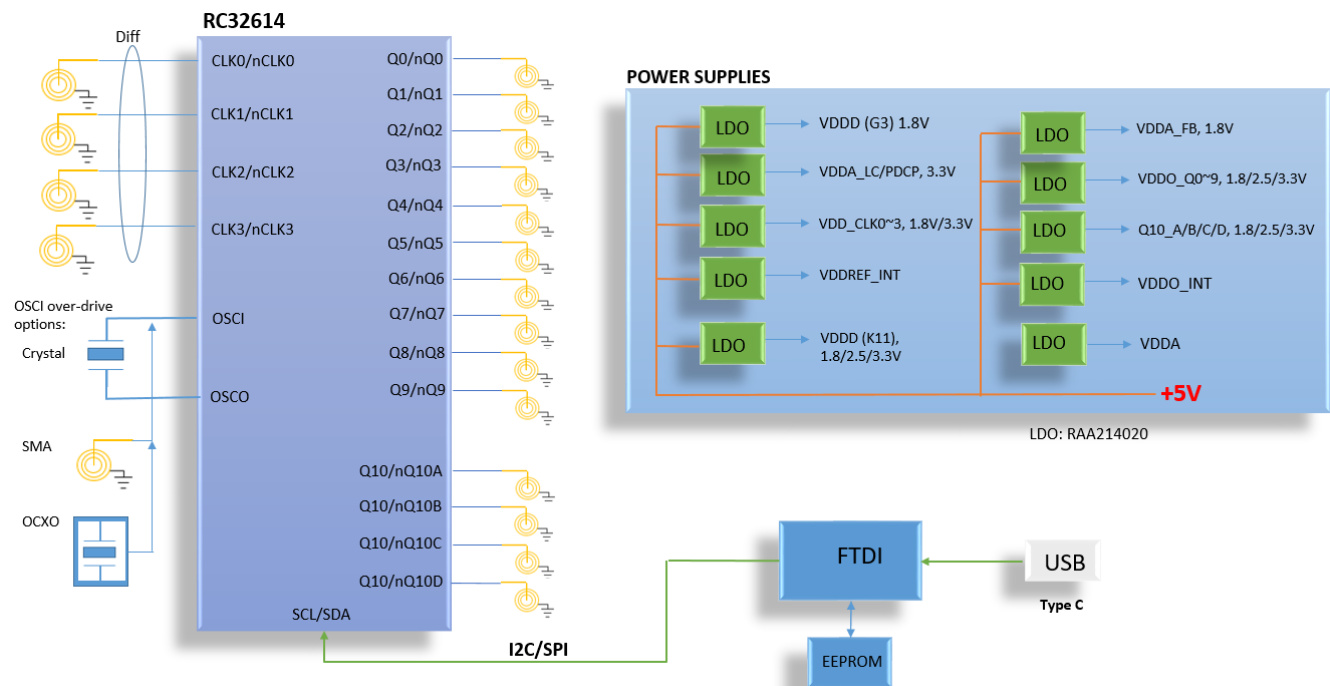 RC32614
Diff
CLK0/nCLK0
CLK1/nCLK1
CLK2/nCLK2
CLK3/nCLK3
OSCI over-drive
options:
Crystal
OSCI
OSCO
SMA
OCXO
Q0/nQ0
Q1/nQ1
Q2/nQ2
Q3/nQ3
Q4/nQ4
Q5/nQ5
Q6/nQ6
Q7/nQ7
Q8/nQ8
Q9/nQ9
Q10/nQ10A
Q10/nQ10B
Q10/nQ10C
Q10/nQ10D
SCL/SDA
I2C/SPI
POWER SUPPLIES
LDO
VDDD (G3) 1.8V
LDO
VDDA_LC/PDCP, 3.3V
LDO
VDD_CLK0~3, 1.8V/3.3V
LDO
VDDREF_INT
LDO
VDDD (K11),
1.8/2.5/3.3V
LDO
VDDA_FB, 1.8V
LDO
VDDO_Q0~9, 1.8/2.5/3.3V
LDO
Q10_A/B/C/D, 1.8/2.5/3.3V
LDO
VDDO_INT
LDO
VDDA
+5V
LDO: RAA214020
FTDI
USB
Type C
EEPROM